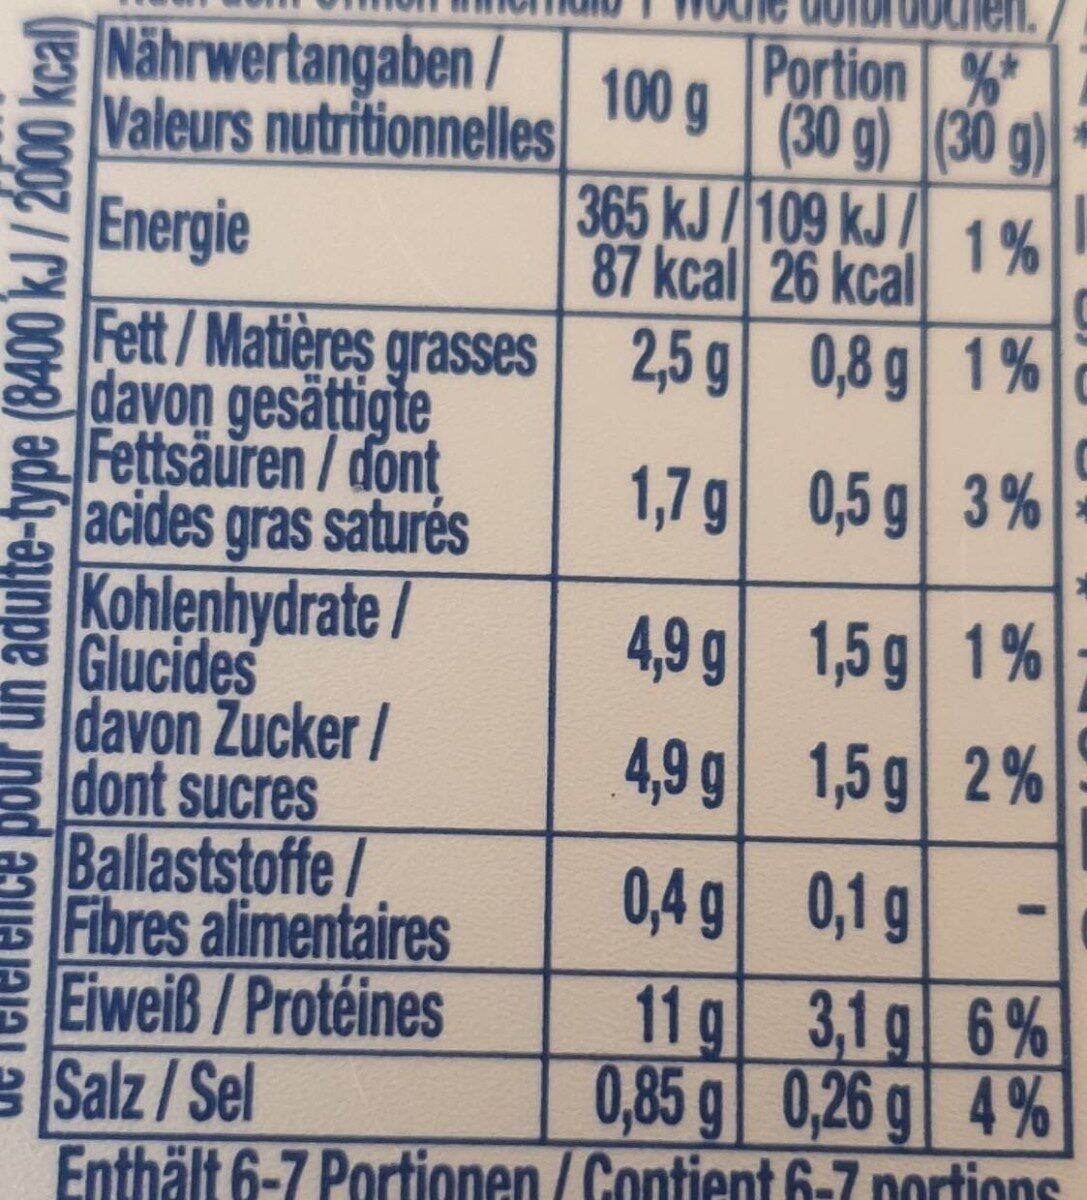 Nährwertangaben / 100 g Portion %*
Valeurs nutritionnelles (30 g) (30 g)
Energie 365 kJ / 109 kJ / 1 %
87 kcal 26 kcal
Fett / Matières grasses 2,5 g 0,8 g 1 %
davon gesättigte
Fettsäuren / dont 1,7 g 0,5 g 3 %
acides gras saturés
Kohlenhydrate / 4,9 g 1,5 g 1 %
Glucides
davon Zucker / 4,9 g 1,5 g 2 %
dont sucres
Ballaststoffe / 0,4 g 0,1 g –
Fibres alimentaires
Eiweiß / Protéines 11 g 3,1 g 6 %
Salz / Sel 0,85 g 0,26 g 4 %
Enthält 6-7 Portionen / Contient 6-7 portions
de référence pour un adulte-type (8400 kJ / 2000 kcal)